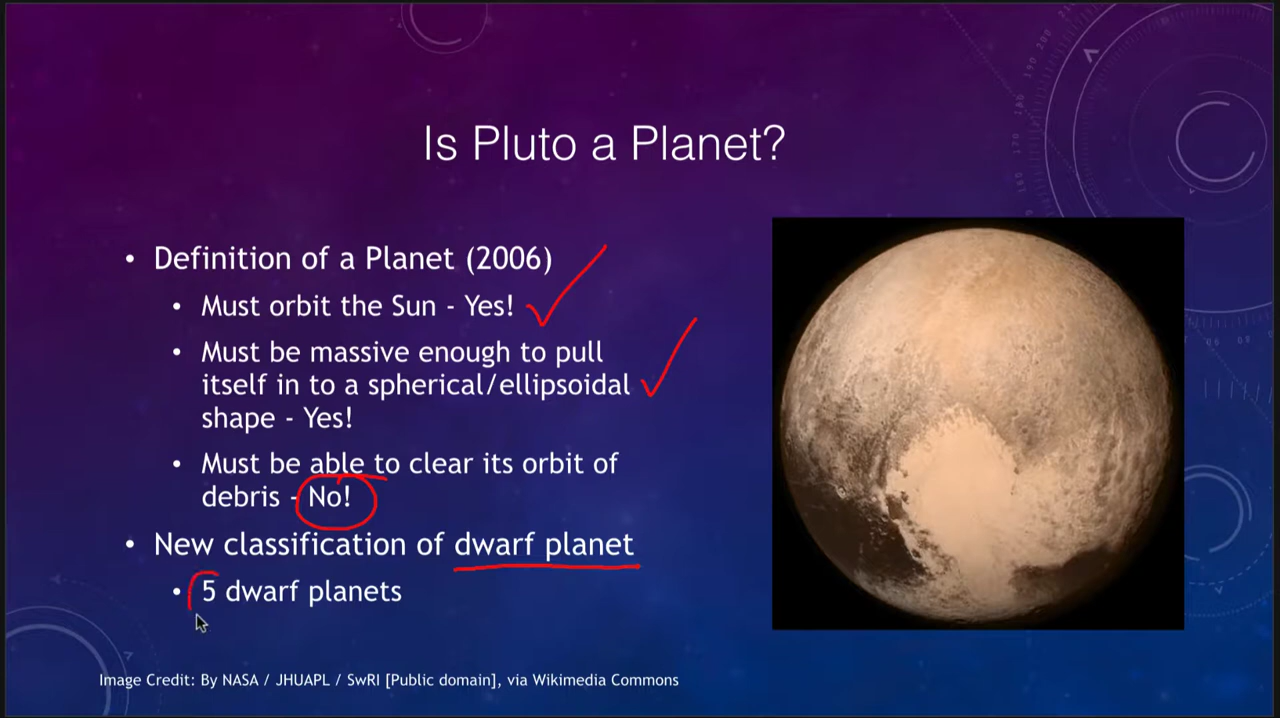 Is Pluto a Planet?
• Definition of a Planet (2006)
• Must orbit the Sun - Yes!
• Must be massive enough to pull
itself in to a spherical/ellipsoidal
shape - Yes!
• Must be able to clear its orbit of
debris - No!
• New classification of dwarf planet
• 5 dwarf planets
Image Credit: By NASA / JHUAPL / SwRI [Public domain], via Wikimedia Commons